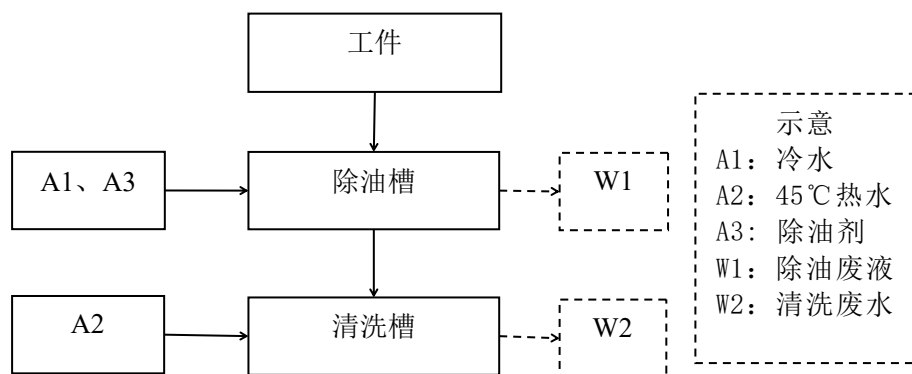 工件
A1、A3
除油槽
W1
A2
清洗槽
W2
示意
A1：冷水
A2：45℃热水
A3：除油剂
W1：除油废液
W2：清洗废水